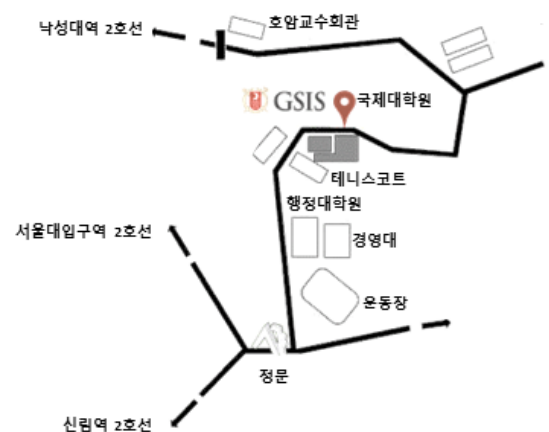 호암교수회관
낙성대역 2호선
GSIS
국제대학원
테니스코트
행정대학원
서울대입구역 2호선
경영대
운동장
정문
신림역 2호선